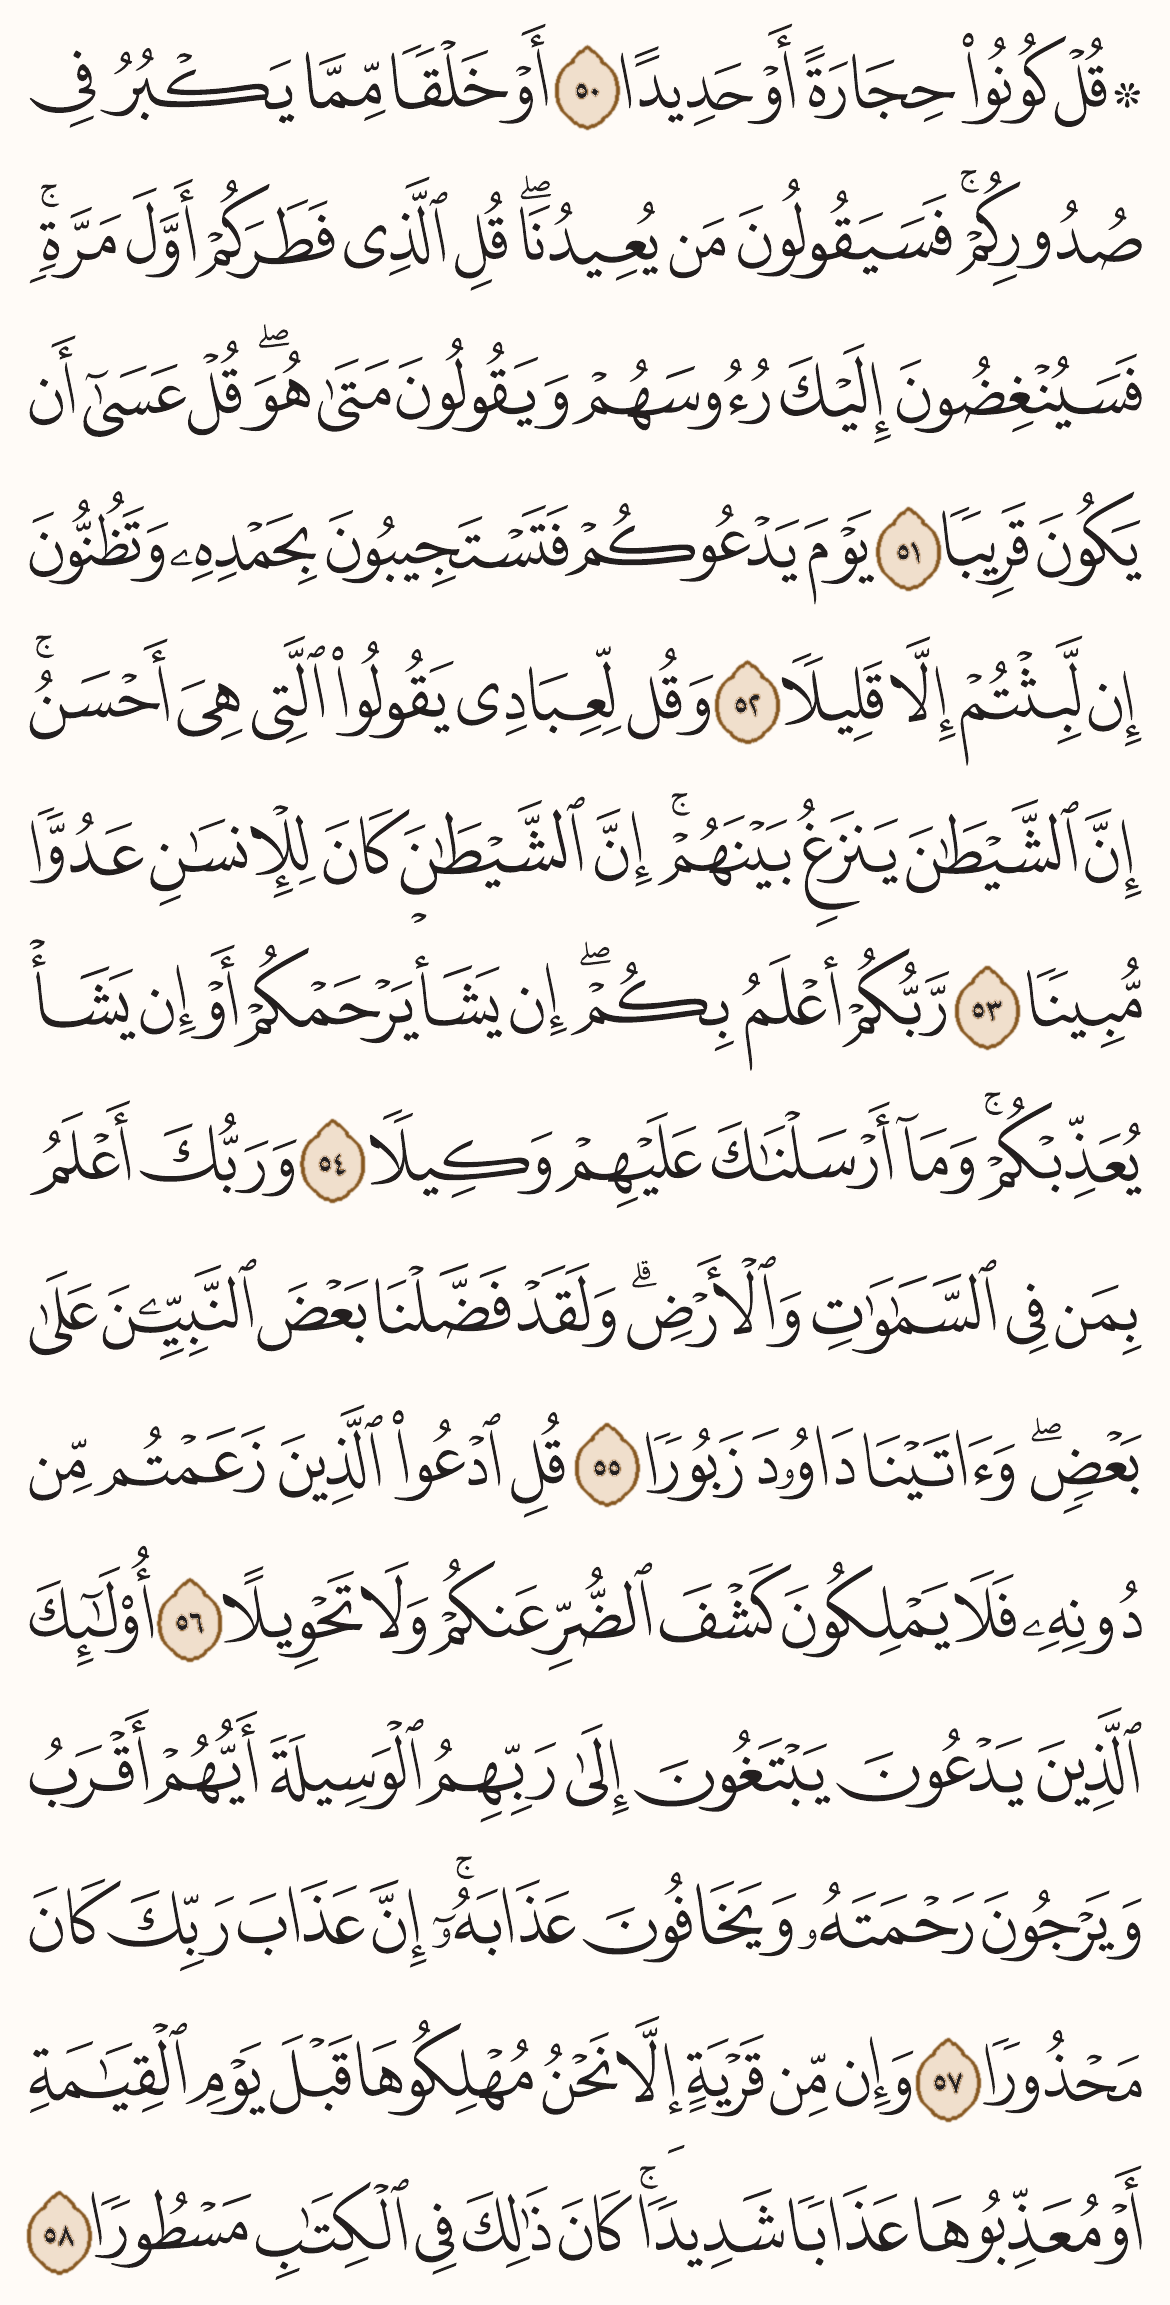 ۞ قُلْ كُونُوا۟ حِجَارَةً أَوْ حَدِيدًا ٥٠ أَوْ خَلْقًا مِّمَّا يَكْبُرُ فِى
صُدُورِكُمْ ۚ فَسَيَقُولُونَ مَن يُعِيدُنَا ۖ قُلِ ٱلَّذِى فَطَرَكُمْ أَوَّلَ مَرَّةٍ ۚ
فَسَيُنْغِضُونَ إِلَيْكَ رُءُوسَهُمْ وَيَقُولُونَ مَتَىٰ هُوَ ۖ قُلْ عَسَىٰٓ أَن
يَكُونَ قَرِيبًا ٥١ يَوْمَ يَدْعُوكُمْ فَتَسْتَجِيبُونَ بِحَمْدِهِۦ وَتَظُنُّونَ
إِن لَّبِثْتُمْ إِلَّا قَلِيلًا ٥٢ وَقُل لِّعِبَادِى يَقُولُوا۟ ٱلَّتِى هِىَ أَحْسَنُ ۚ
إِنَّ ٱلشَّيْطَٰنَ يَنزَغُ بَيْنَهُمْ ۚ إِنَّ ٱلشَّيْطَٰنَ كَانَ لِلْإِنسَٰنِ عَدُوًّا
مُّبِينًا ٥٣ رَّبُّكُمْ أَعْلَمُ بِكُمْ ۖ إِن يَشَأْ يَرْحَمْكُمْ أَوْ إِن يَشَأْ
يُعَذِّبْكُمْ ۚ وَمَآ أَرْسَلْنَٰكَ عَلَيْهِمْ وَكِيلًا ٥٤ وَرَبُّكَ أَعْلَمُ
بِمَن فِى ٱلسَّمَٰوَٰتِ وَٱلْأَرْضِ ۗ وَلَقَدْ فَضَّلْنَا بَعْضَ ٱلنَّبِيِّۦنَ عَلَىٰ
بَعْضٍ ۖ وَءَاتَيْنَا دَاوُۥدَ زَبُورًا ٥٥ قُلِ ٱدْعُوا۟ ٱلَّذِينَ زَعَمْتُم مِّن
دُونِهِۦ فَلَا يَمْلِكُونَ كَشْفَ ٱلضُّرِّ عَنكُمْ وَلَا تَحْوِيلًا ٥٦ أُو۟لَٰٓئِكَ
ٱلَّذِينَ يَدْعُونَ يَبْتَغُونَ إِلَىٰ رَبِّهِمُ ٱلْوَسِيلَةَ أَيُّهُمْ أَقْرَبُ
وَيَرْجُونَ رَحْمَتَهُۥ وَيَخَافُونَ عَذَابَهُۥٓ ۚ إِنَّ عَذَابَ رَبِّكَ كَانَ
مَحْذُورًا ٥٧ وَإِن مِّن قَرْيَةٍ إِلَّا نَحْنُ مُهْلِكُوهَا قَبْلَ يَوْمِ ٱلْقِيَٰمَةِ
أَوْ مُعَذِّبُوهَا عَذَابًا شَدِيدًا ۚ كَانَ ذَٰلِكَ فِى ٱلْكِتَٰبِ مَسْطُورًا ٥٨